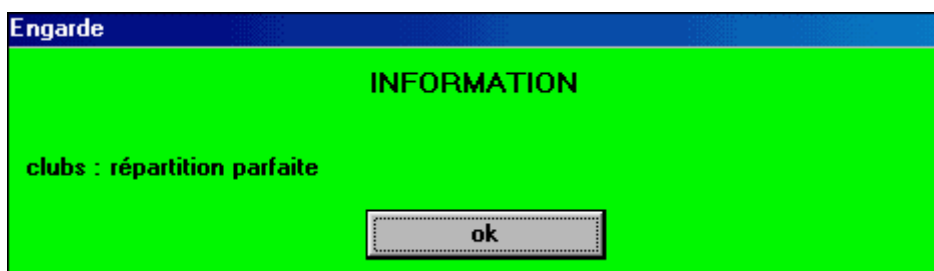 Engarde
INFORMATION
clubs : répartition parfaite
ok